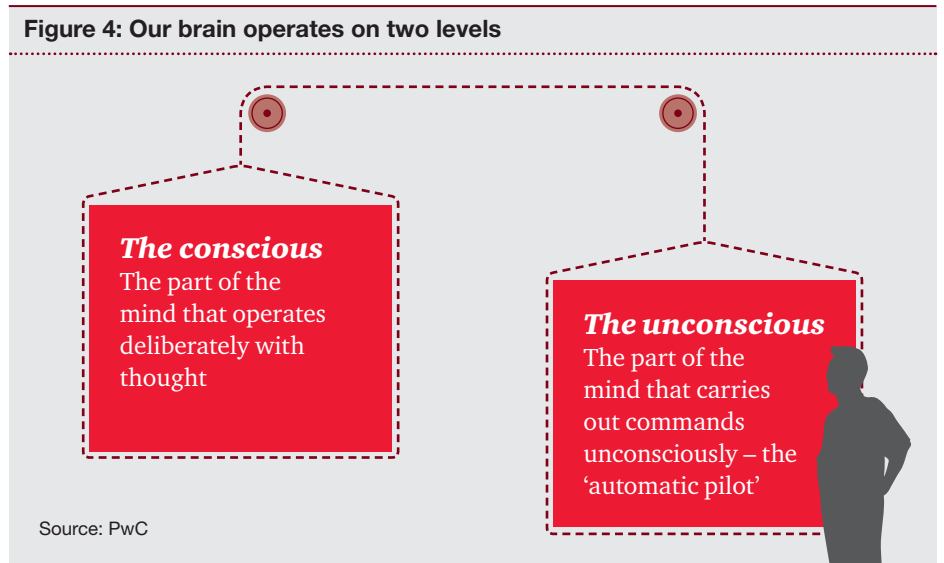 Figure 4: Our brain operates on two levels
The conscious
The part of the
mind that operates
deliberately with
thought
The unconscious
The part of the
mind that carries
out commands
unconsciously – the
‘automatic pilot’
Source: PwC